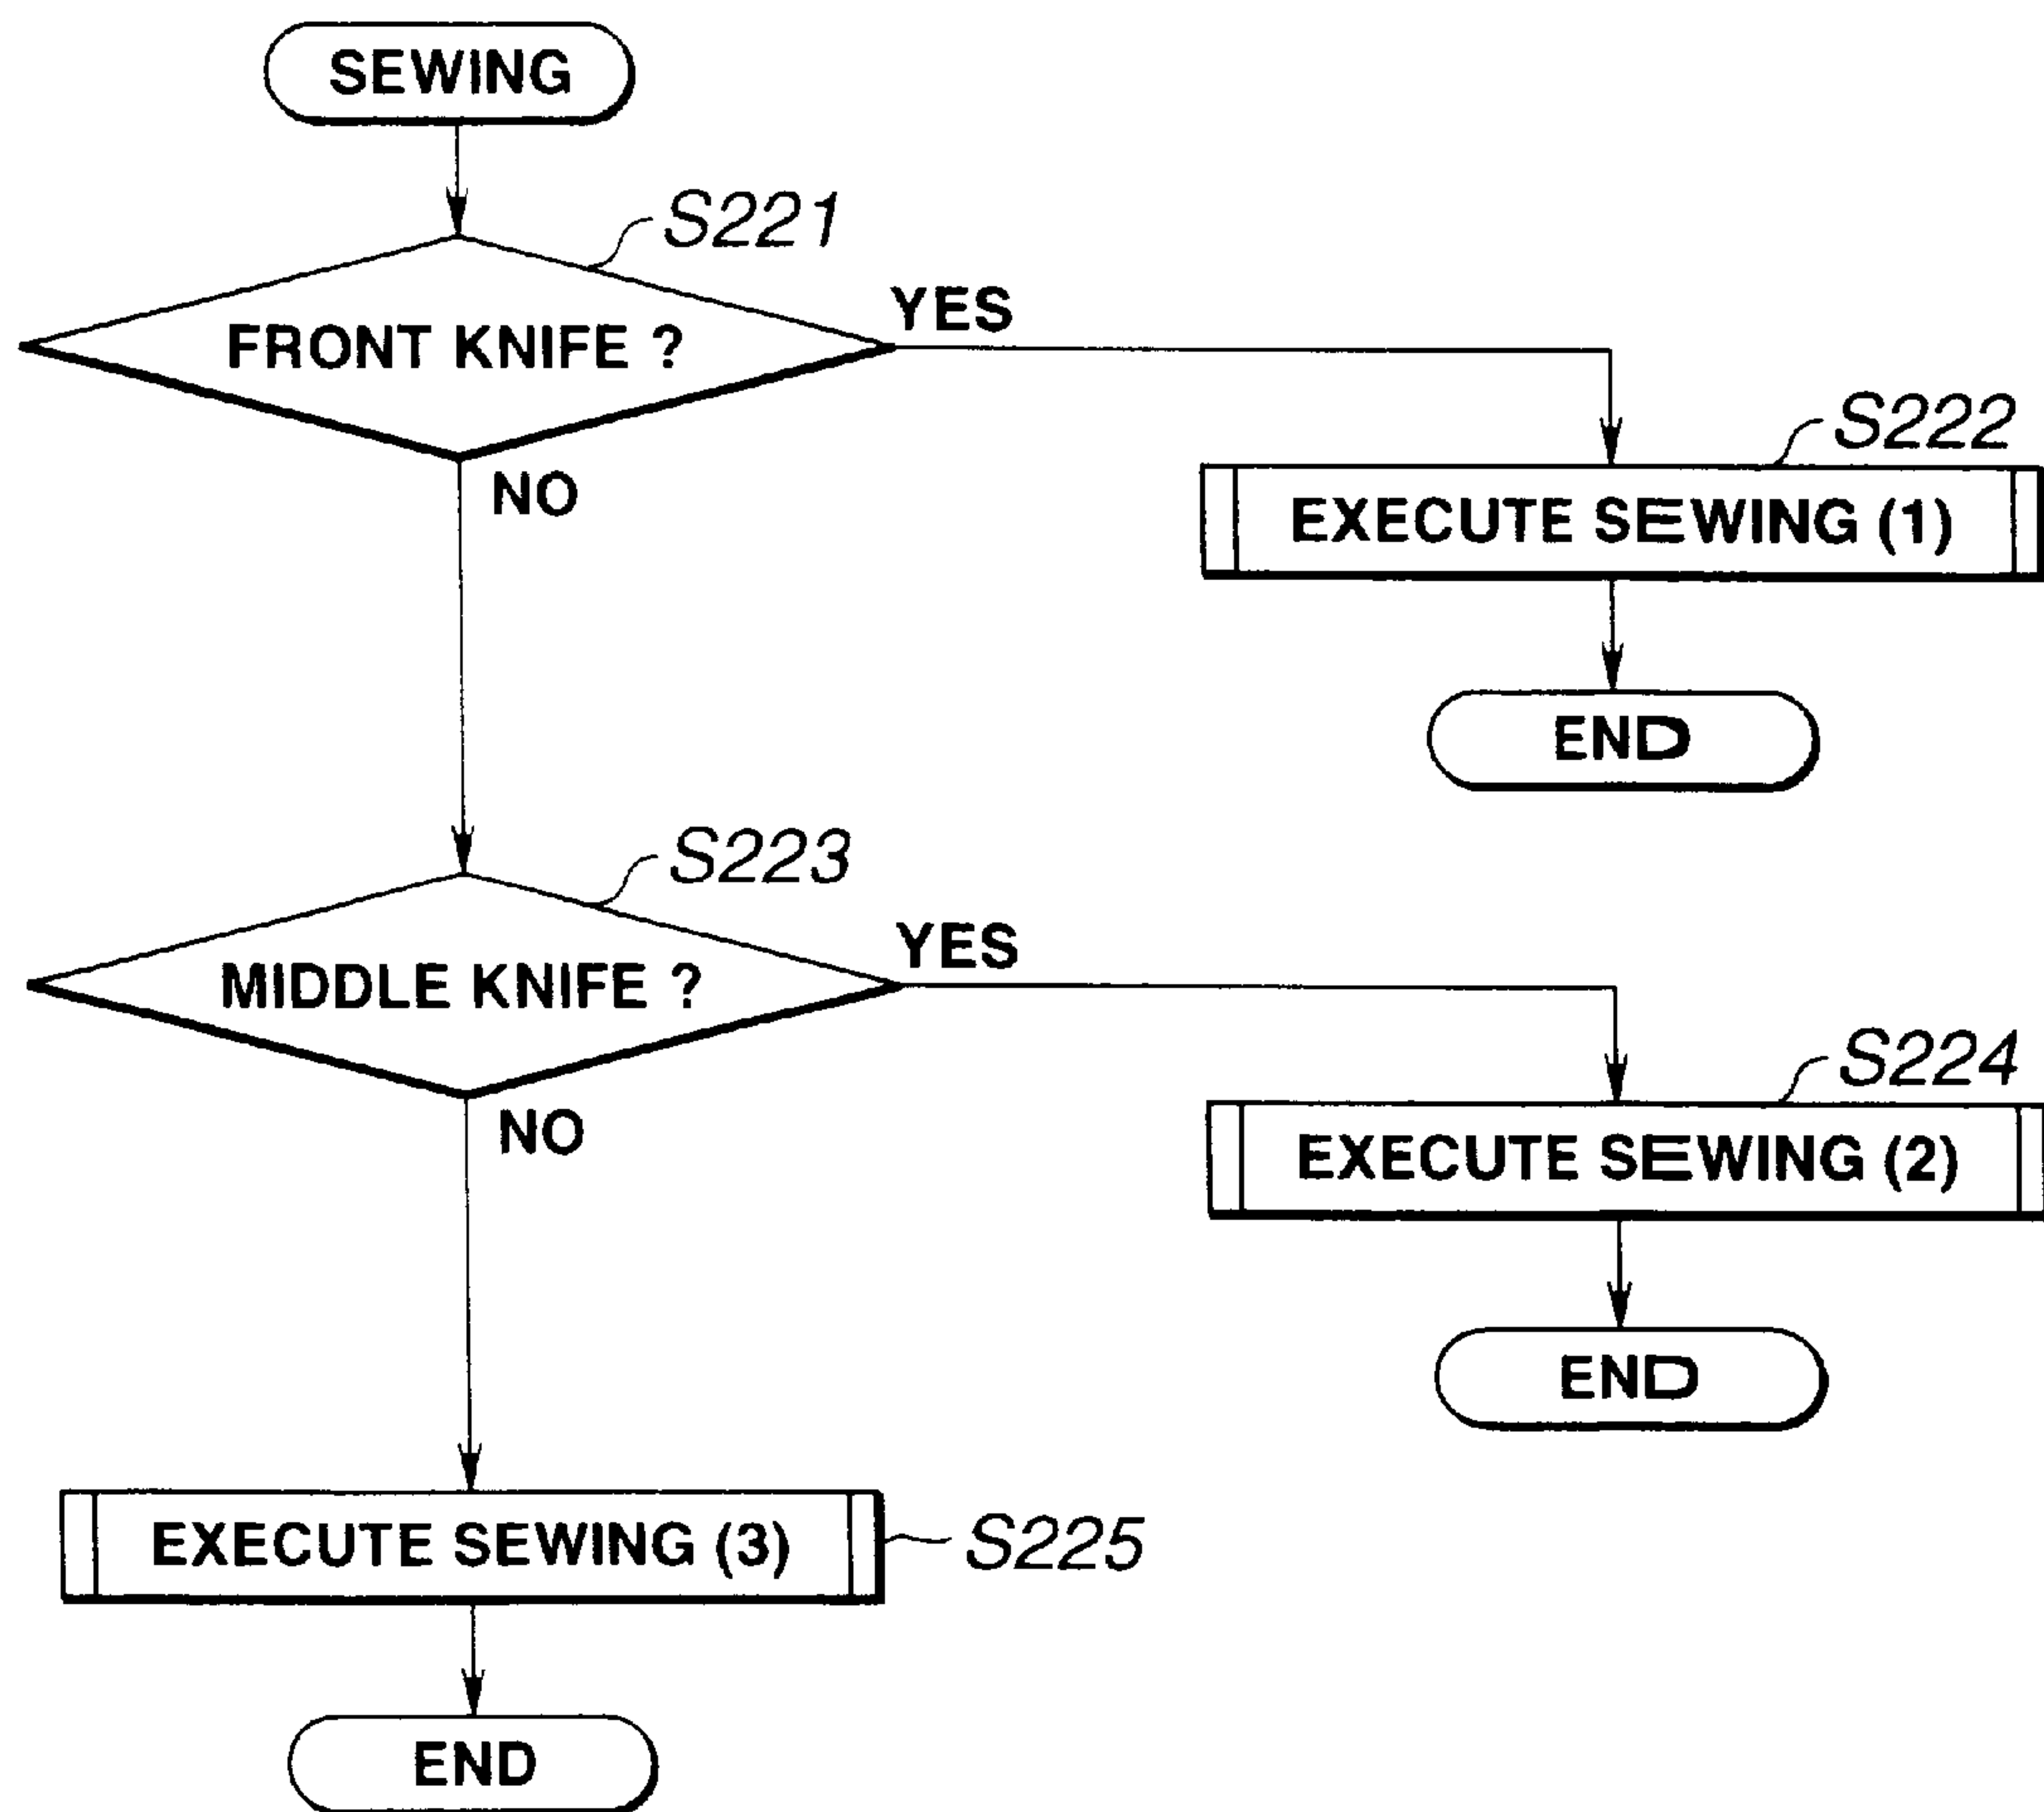 SEWING
S221
FRONT KNIFE ?
YES
NO
S222
EXECUTE SEWING (1)
END
S223
MIDDLE KNIFE ?
YES
NO
S224
EXECUTE SEWING (2)
END
EXECUTE SEWING (3)
S225
END